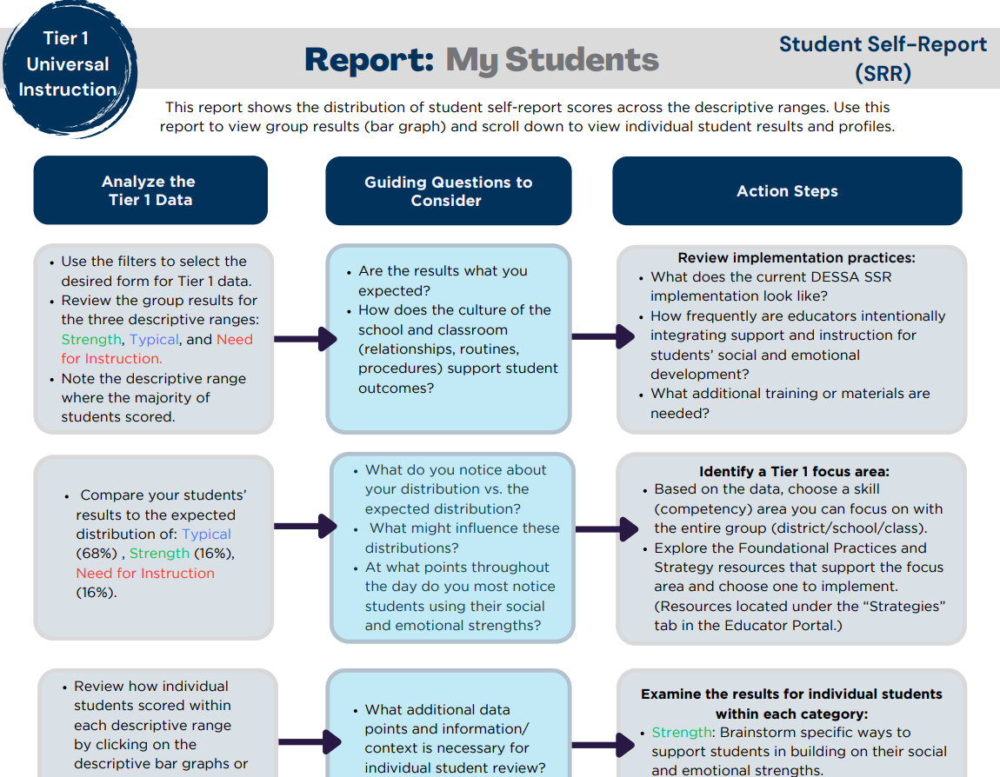 Tier 1
Universal
Instruction
Report: My Students
Student Self-Report
(SRR)
This report shows the distribution of student self-report scores across the descriptive ranges. Use this
report to view group results (bar graph) and scroll down to view individual student results and profiles.
Analyze the
Tier 1 Data
Guiding Questions to
Consider
Action Steps
• Use the filters to select the
desired form for Tier 1 data.
• Review the group results for
the three descriptive ranges:
Strength, Typical, and Need
for Instruction.
• Note the descriptive range
where the majority of
students scored.
• Are the results what you
expected?
• How does the culture of the
school and classroom
(relationships, routines,
procedures) support student
outcomes?
Review implementation practices:
• What does the current DESSA SSR
implementation look like?
• How frequently are educators intentionally
integrating support and instruction for
students’ social and emotional
development?
• What additional training or materials are
needed?
• Compare your students’
results to the expected
distribution of: Typical
(68%) , Strength (16%),
Need for Instruction
(16%).
• What do you notice about
your distribution vs. the
expected distribution?
• What might influence these
distributions?
• At what points throughout
the day do you most notice
students using their social
and emotional strengths?
Identify a Tier 1 focus area:
• Based on the data, choose a skill
(competency) area you can focus on with
the entire group (district/school/class).
• Explore the Foundational Practices and
Strategy resources that support the focus
area and choose one to implement.
(Resources located under the “Strategies”
tab in the Educator Portal.)
• Review how individual
students scored within
each descriptive range
by clicking on the
descriptive bar graphs or
• What additional data
points and information/
context is necessary for
individual student review?
Examine the results for individual students
within each category:
• Strength: Brainstorm specific ways to
support students in building on their social
and emotional strengths.